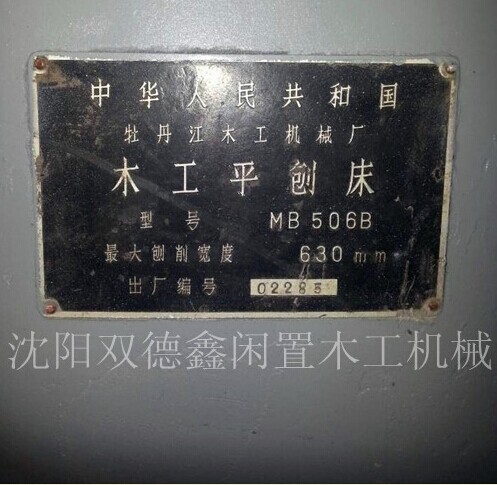 中华人民共和国
牡丹江木工机械厂
木工平刨床
型号 MB506B
最大刨削宽度 630mm
出厂编号 02285
沈阳双德鑫闲置木工机械